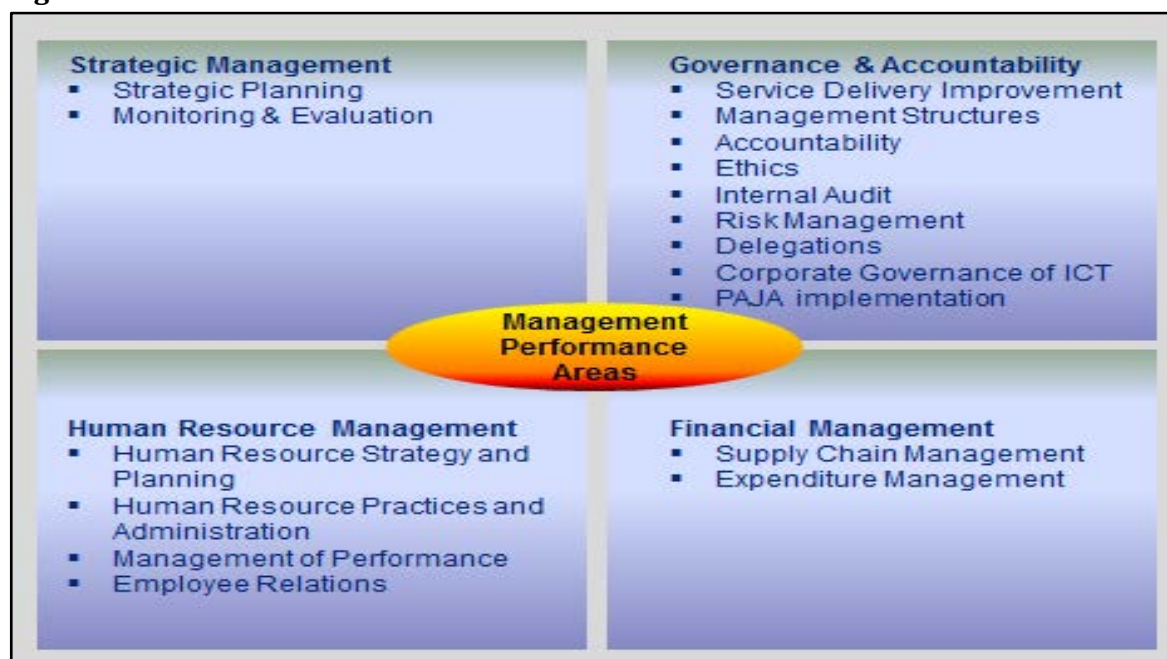 Strategic Management
▪ Strategic Planning
▪ Monitoring & Evaluation
Governance & Accountability
▪ Service Delivery Improvement
▪ Management Structures
▪ Accountability
▪ Ethics
▪ Internal Audit
▪ Risk Management
▪ Delegations
▪ Corporate Governance of ICT
▪ PAJA implementation
Management
Performance
Areas
Human Resource Management
▪ Human Resource Strategy and
Planning
▪ Human Resource Practices and
Administration
▪ Management of Performance
▪ Employee Relations
Financial Management
▪ Supply Chain Management
▪ Expenditure Management